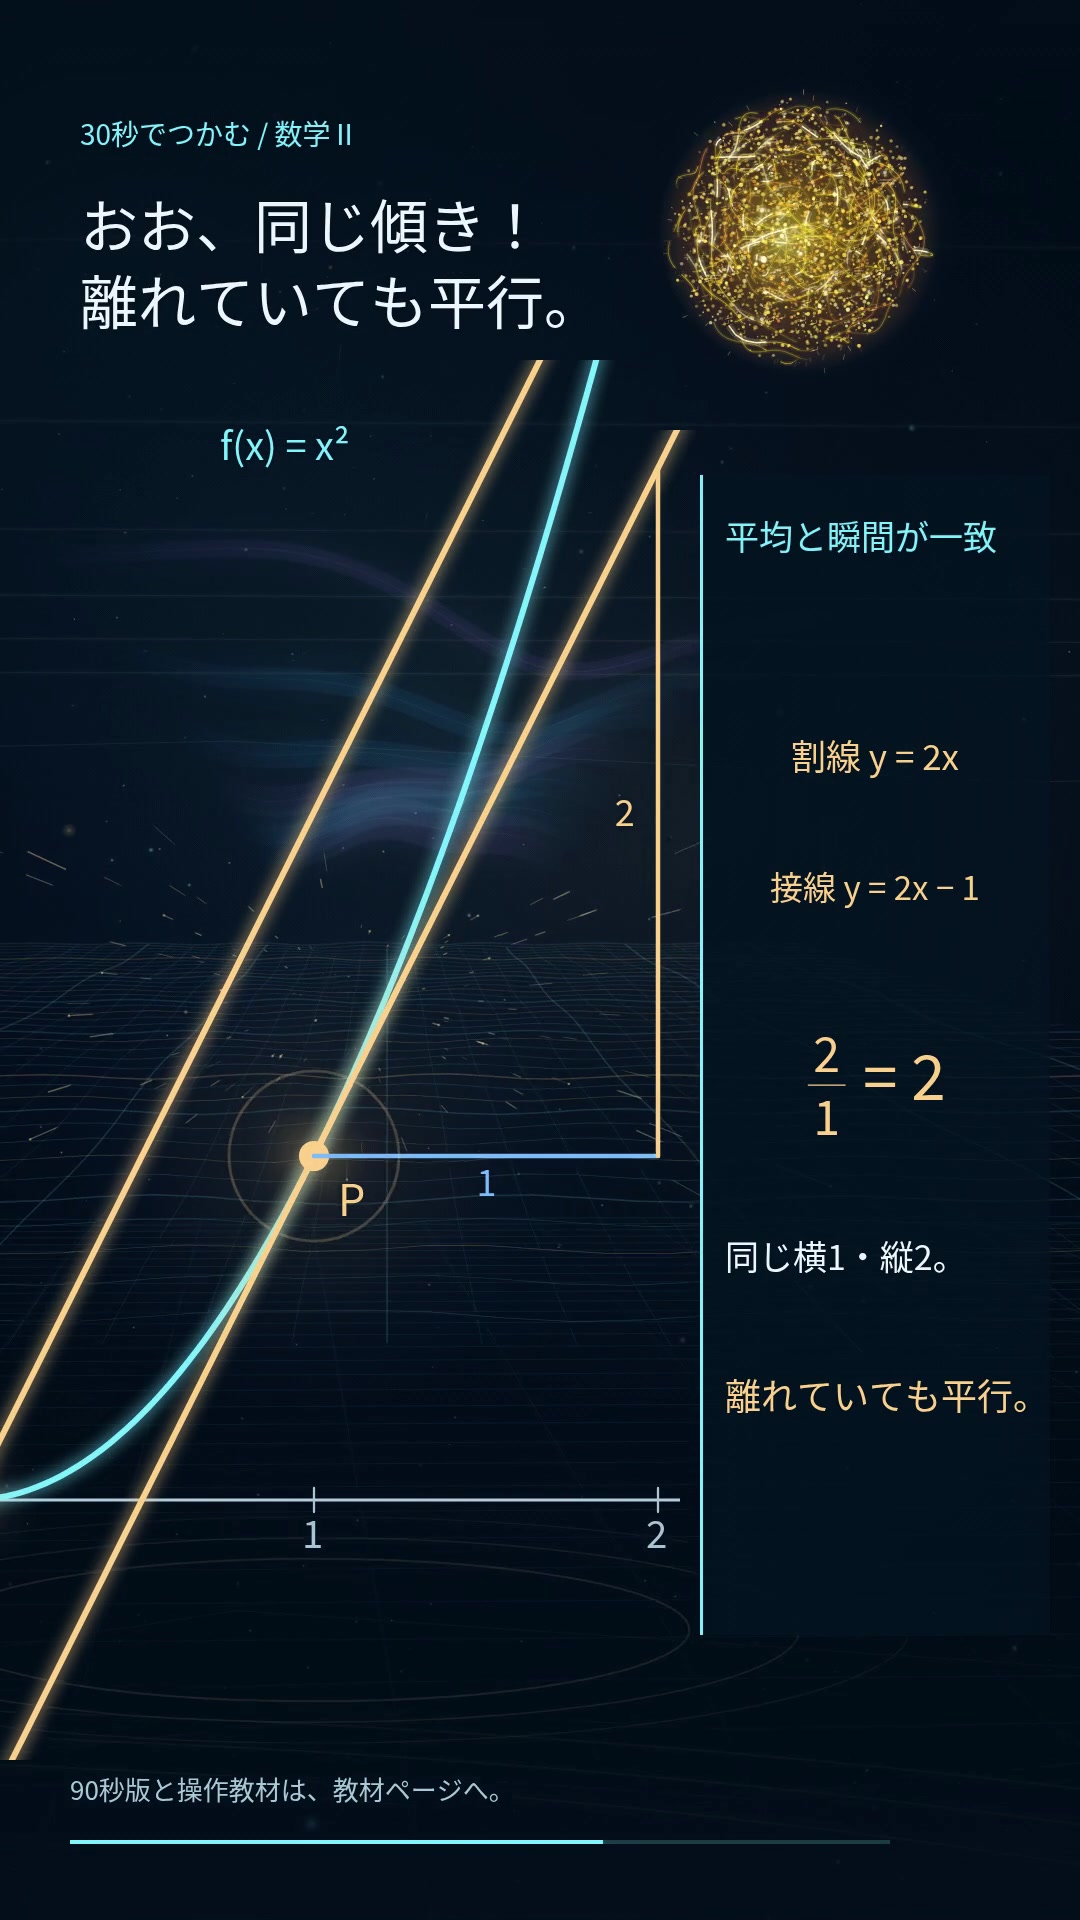 30秒でつかむ / 数学Ⅱ
おお、同じ傾き！
離れていても平行。
f(x) = x²
平均と瞬間が一致
割線 y = 2x
2
接線 y = 2x − 1
2
1
= 2
P
1
同じ横1・縦2。
離れていても平行。
1
2
90秒版と操作教材は、教材ページへ。